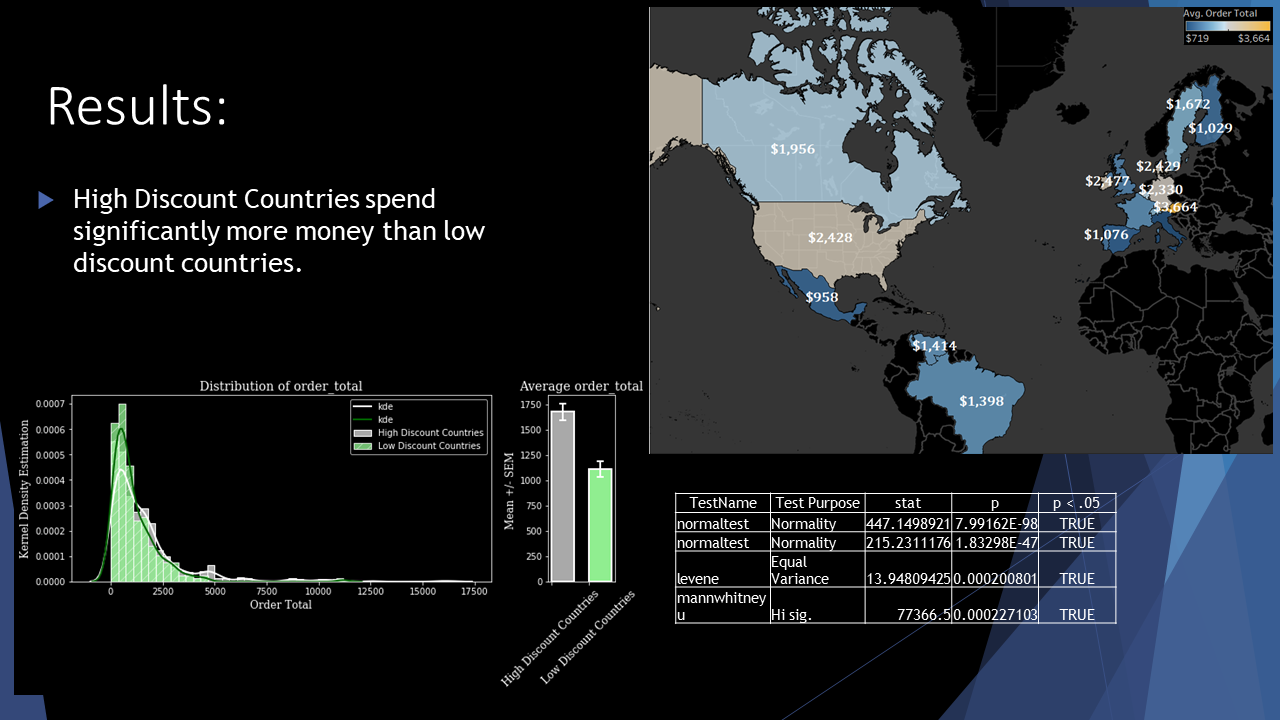 Results:
High Discount Countries spend
significantly more money than low
discount countries.
Avg. Order Total
$719 $3,664
$1,672
$1,029
$1,956
$2,429
$2,477
$2,330
$3,664
$1,076
$2,428
$958
$1,414
$1,398
Distribution of order_total
Kernel Density Estimation
0.0007
0.0006
0.0005
0.0004
0.0003
0.0002
0.0001
0.0000
kde
kde
High Discount Countries
Low Discount Countries
0 2500 5000 7500 10000 12500 15000 17500
Order Total
Average order_total
Mean +/- SEM
1750
1500
1250
1000
750
500
250
0
High Discount Countries
Low Discount Countries
TestName Test Purpose stat p p < .05
normaltest Normality 447.1498921 7.99162E-98 TRUE
normaltest Normality 215.2311176 1.83298E-47 TRUE
Equal
levene Variance 13.94809425 0.000200801 TRUE
mannwhitney
u Hi sig. 77366.5 0.000227103 TRUE